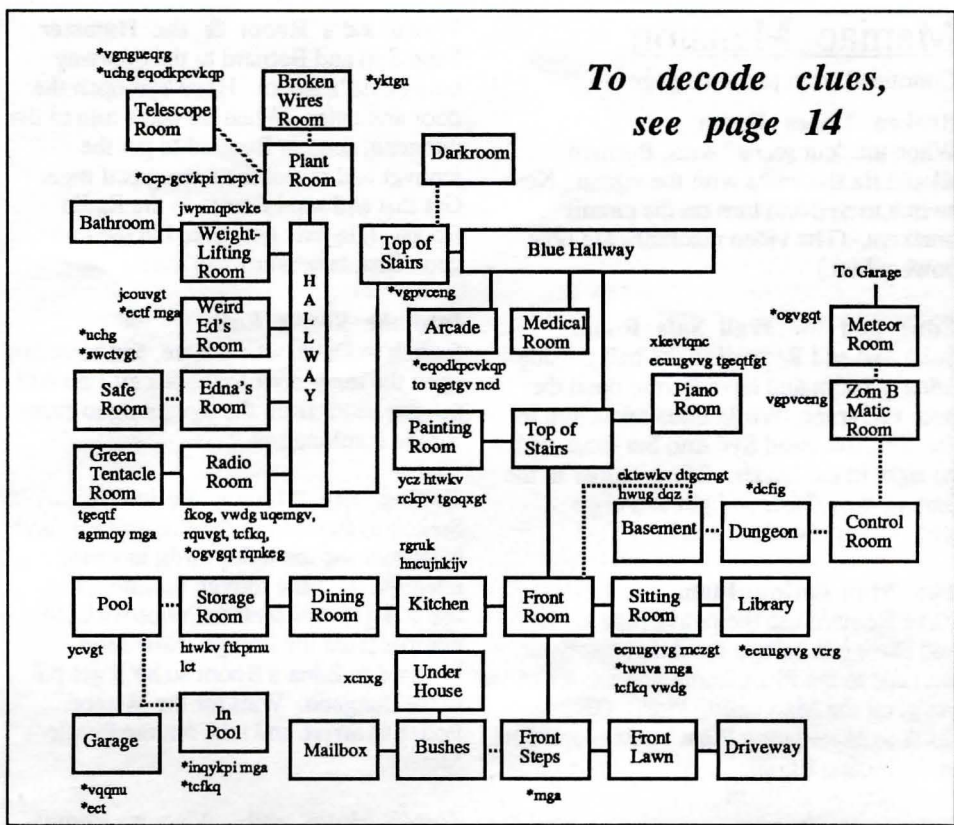 To decode clues,
see page 14
*vgngueqrg
*uchg eqodkpcvkqp
Telescope
Room
Broken
Wires
Room
*vktgu
*ocp-gcvkpi rncpv
Plant
Room
Darkroom
Bathroom
jwpmqpcvke
Weight-
Lifting
Room
HALLWAY
Top of
Stairs
*vgpvceng
Blue Hallway
To Garage
jcouvgt
*ectf mga
Weird
Ed's
Room
Arcade
*eqodkpcvkqp
to ugetgv ncd
Medical
Room
*ogvgqt
Meteor
Room
*uchg
*swctvgt
Safe
Room
Edna's
Room
xkevtqnc
ecuugvvg tgeqtfgt
Piano
Room
vgpvceng
Zom B
Matic
Room
Green
Tentacle
Room
tgeqtf
agmnqy mga
Radio
Room
fkog, vwdg uqemgv,
rquvgt, tcfkq,
*ogvgqt rqnkeg
Painting
Room
ycz htwkv
rckpv tgoqxgt
Top of
Stairs
ektewkv dtgcmgt
hwug dqz
*dcfig
Basement
Dungeon
Control
Room
rgruk
hncujnkijv
Pool
ycvgt
Storage
Room
htwkv ftkpmu
lct
Dining
Room
Kitchen
Front
Room
Sitting
Room
ecuugvvg mczgt
*twuva mga
tcfkq vwdg
Library
*ecuugvvg vcrg
xcnxg
Under
House
Garage
*vqqnu
*ect
In
Pool
*inqykpi mga
*tcfkq
Mailbox
Bushes
Front
Steps
*mga
Front
Lawn
Driveway